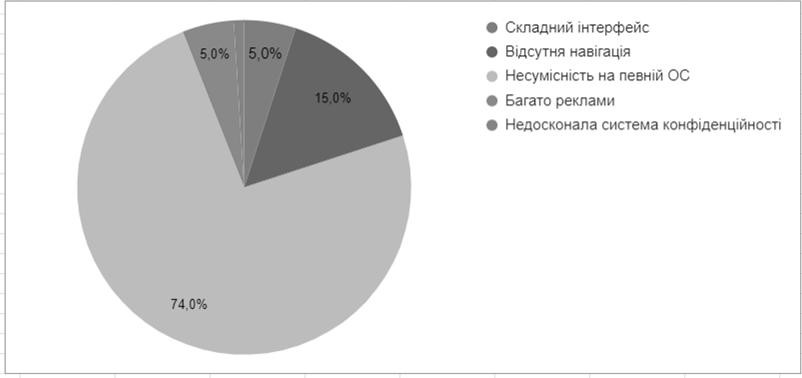 5,0%
5,0%
15,0%
74,0%
Складний інтерфейс
Відсутня навігація
Несумісність на певній ОС
Багато реклами
Недосконала система конфіденційності